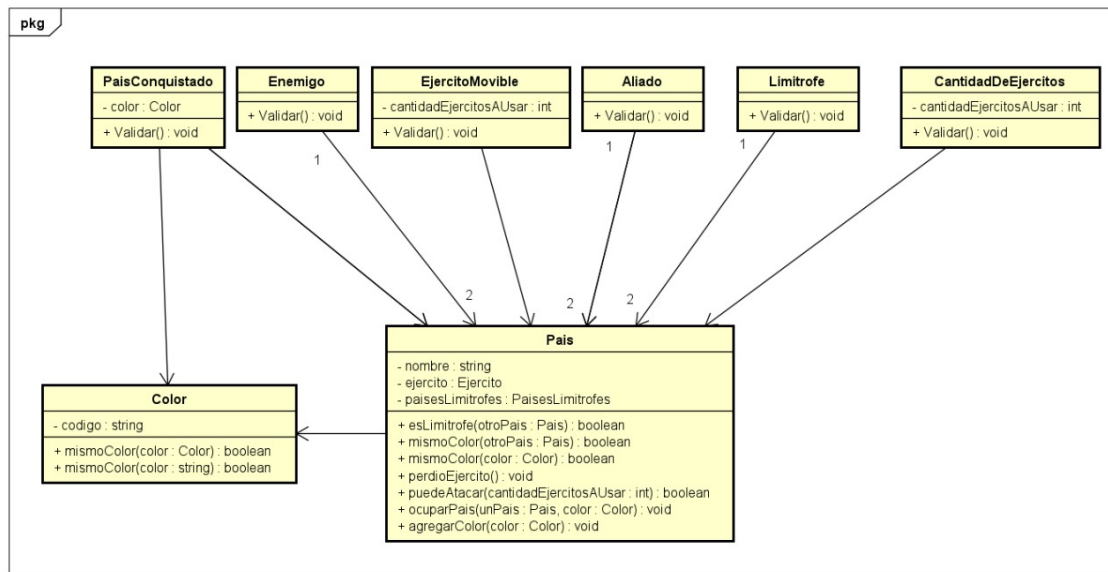 pkg
PaisConquistado
- color : Color
+ Validar() : void
Enemigo
+ Validar() : void
EjercitoMovible
- cantidadEjercitosAUsar : int
+ Validar() : void
Aliado
+ Validar() : void
Limitrofe
+ Validar() : void
CantidadDeEjercitos
- cantidadEjercitosAUsar : int
+ Validar() : void
1
1
1
2
2
2
Color
- codigo : string
+ mismoColor(color : Color) : boolean
+ mismoColor(color : string) : boolean
Pais
- nombre : string
- ejercito : Ejercito
- paisesLimitrofes : PaisesLimitrofes
+ esLimitrofe(otroPais : Pais) : boolean
+ mismoColor(otroPais : Pais) : boolean
+ mismoColor(color : Color) : boolean
+ perdioEjercito() : void
+ puedeAtacar(cantidadEjercitosAUsar : int) : boolean
+ ocuparPais(unPais : Pais, color : Color) : void
+ agregarColor(color : Color) : void